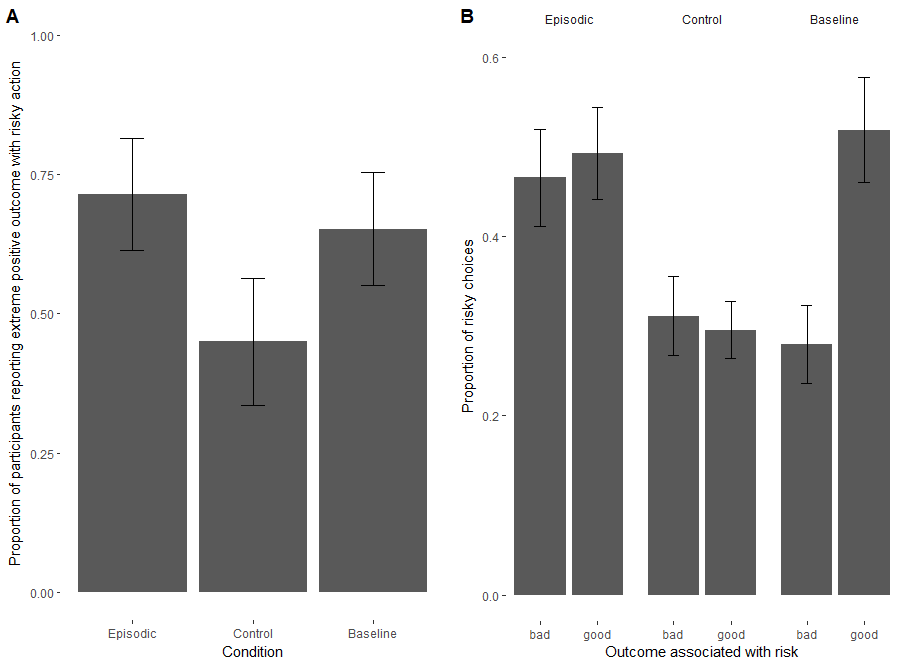 A
Proportion of participants reporting extreme positive outcome with risky action
1.00
0.75
0.50
0.25
0.00
Episodic Control Baseline
Condition
B
Episodic Control Baseline
Proportion of risky choices
0.6
0.4
0.2
0.0
bad good bad good bad good
Outcome associated with risk